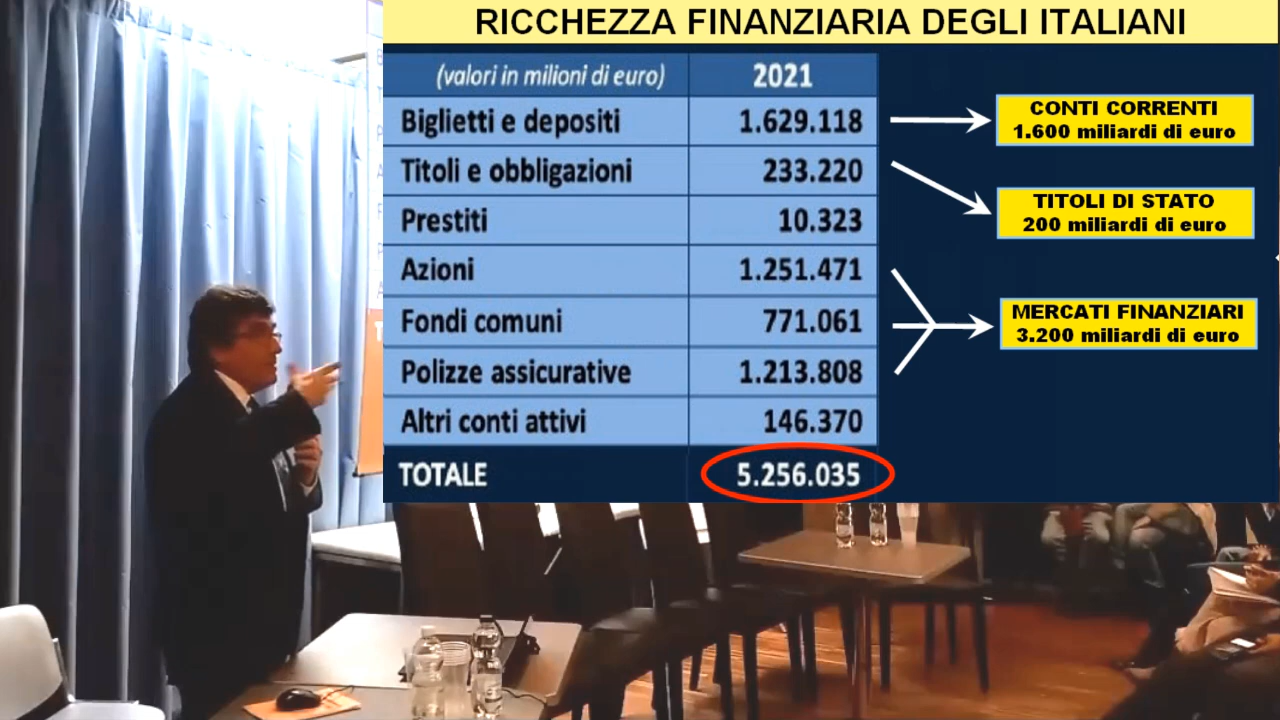 RICCHEZZA FINANZIARIA DEGLI ITALIANI
(valori in milioni di euro) 2021
Biglietti e depositi 1.629.118
Titoli e obbligazioni 233.220
Prestiti 10.323
Azioni 1.251.471
Fondi comuni 771.061
Polizze assicurative 1.213.808
Altri conti attivi 146.370
TOTALE 5.256.035
CONTI CORRENTI
1.600 miliardi di euro
TITOLI DI STATO
200 miliardi di euro
MERCATI FINANZIARI
3.200 miliardi di euro